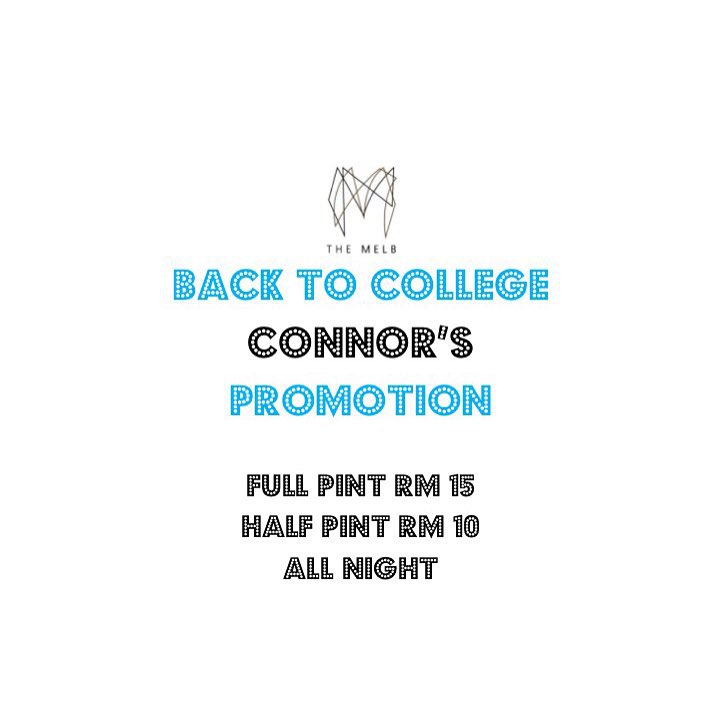 THE MELB
BACK TO COLLEGE
CONNOR'S
PROMOTION
FULL PINT RM 15
HALF PINT RM 10
ALL NIGHT